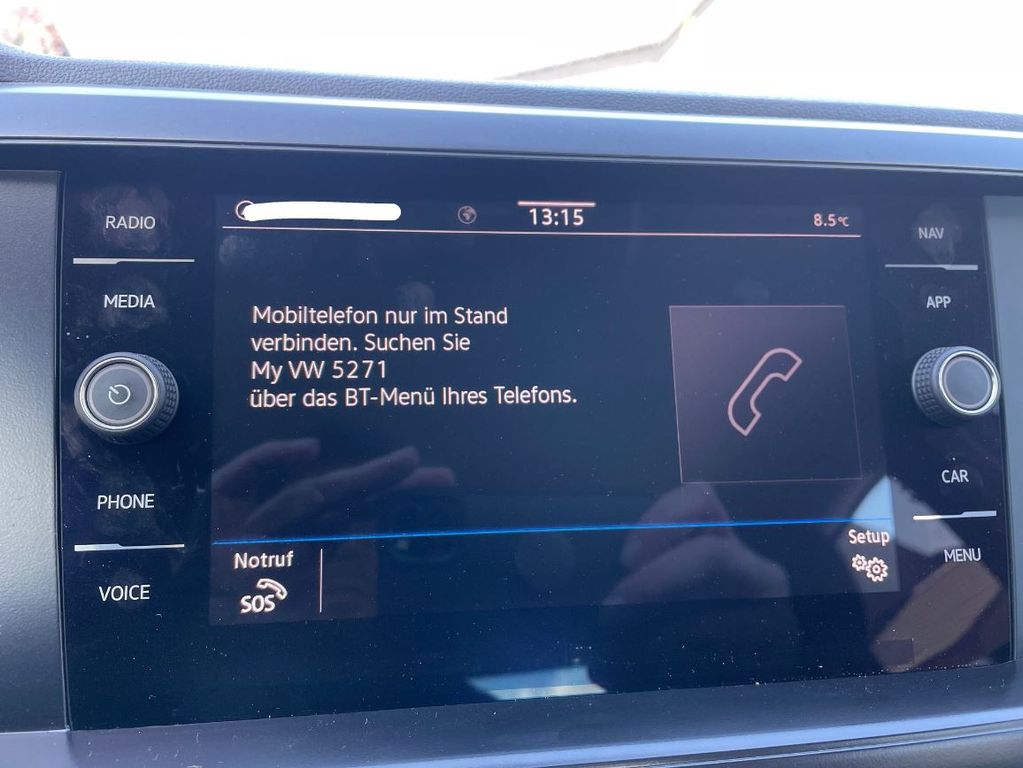 13:15
8.5°C
RADIO
MEDIA
PHONE
VOICE
Mobiltelefon nur im Stand
verbinden. Suchen Sie
My VW 5271
über das BT-Menü Ihres Telefons.
Notruf
SOS
Setup
NAV
APP
CAR
MENU